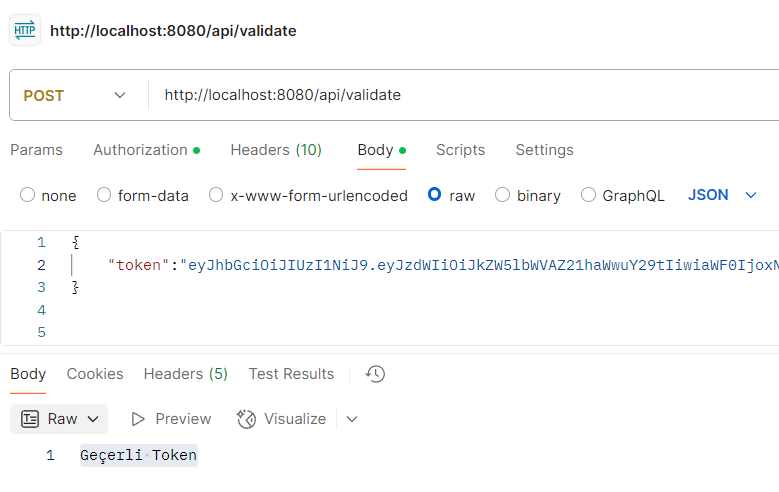 HTTP http://localhost:8080/api/validate
POST http://localhost:8080/api/validate
Params Authorization Headers (10) Body Scripts Settings
none form-data x-www-form-urlencoded raw binary GraphQL JSON
1 {
2 "token":"eyJhbGciOiJIUzI1NiJ9.eyJzdWIiOiJkZW5lbWVAZ21haWwuY29tIiwiaWF0IjoxN
3 }
4
5
Body Cookies Headers (5) Test Results
Raw Preview Visualize
1 Geçerli Token